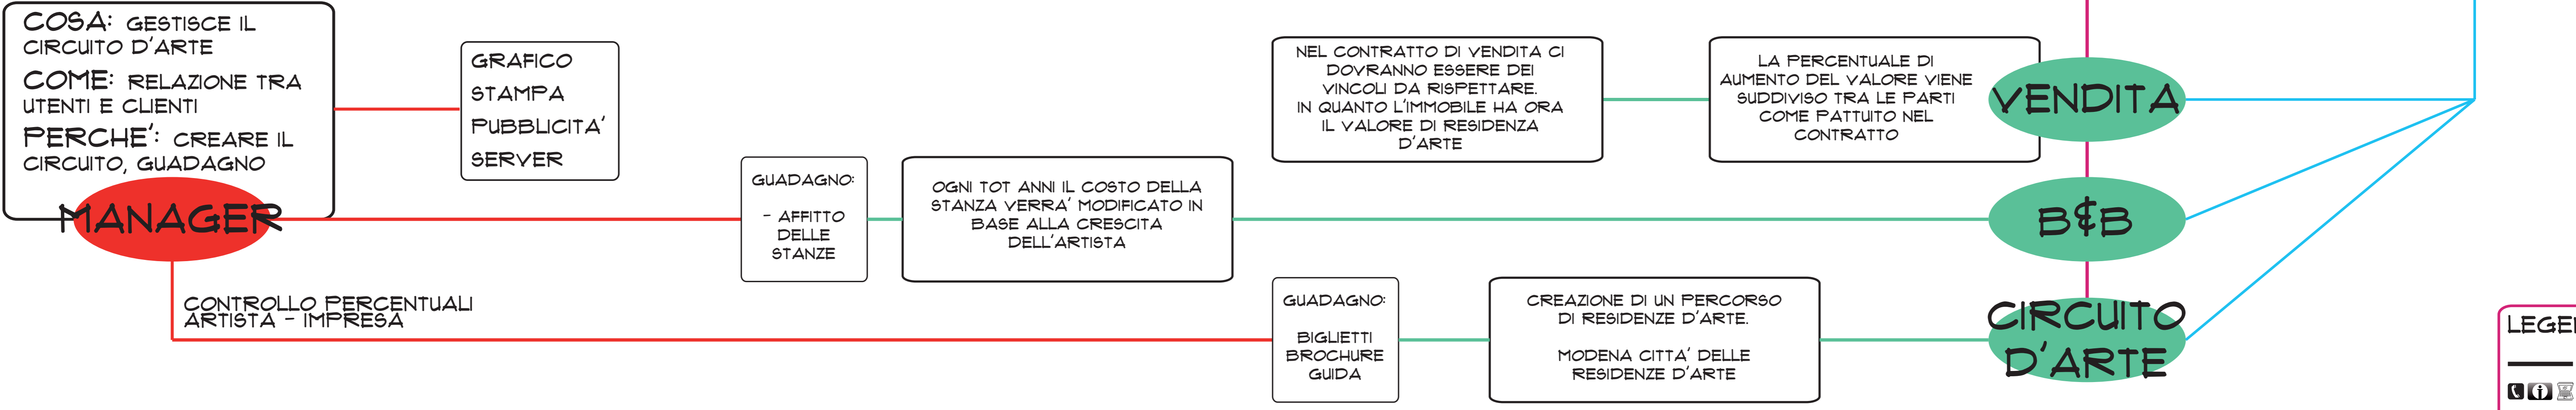 COSA: GESTISCE IL
CIRCUITO D'ARTE
COME: RELAZIONE TRA
UTENTI E CLIENTI
PERCHE': CREARE IL
CIRCUITO, GUADAGNO
MANAGER
GRAFICO
STAMPA
PUBBLICITA'
SERVER
CONTROLLO PERCENTUALI
ARTISTA - IMPRESA
GUADAGNO:
- AFFITTO
DELLE
STANZE
OGNI TOT ANNI IL COSTO DELLA
STANZA VERRA' MODIFICATO IN
BASE ALLA CRESCITA
DELL'ARTISTA
NEL CONTRATTO DI VENDITA CI
DOVRANNO ESSERE DEI
VINCOLI DA RISPETTARE.
IN QUANTO L'IMMOBILE HA ORA
IL VALORE DI RESIDENZA
D'ARTE
LA PERCENTUALE DI
AUMENTO DEL VALORE VIENE
SUDDIVISO TRA LE PARTI
COME PATTUITO NEL
CONTRATTO
VENDITA
B&B
GUADAGNO:
BIGLIETTI
BROCHURE
GUIDA
CREAZIONE DI UN PERCORSO
DI RESIDENZE D'ARTE.
MODENA CITTA' DELLE
RESIDENZE D'ARTE
CIRCUITO
D'ARTE